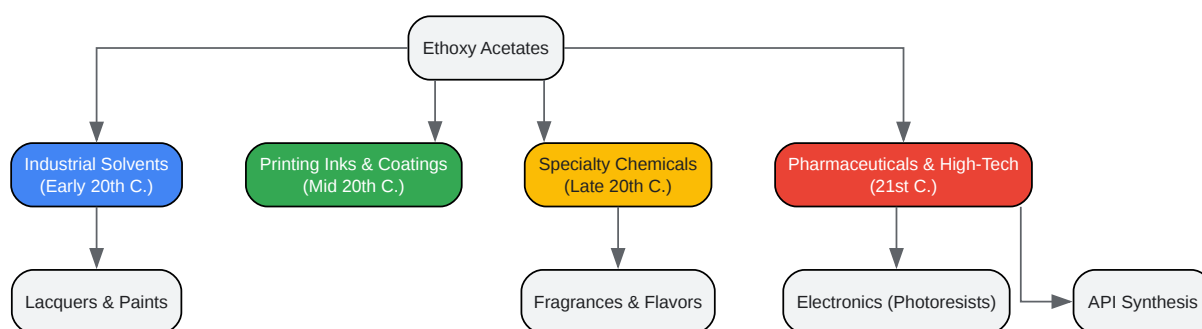 Ethoxy Acetates
Industrial Solvents
(Early 20th C.)
Printing Inks & Coatings
(Mid 20th C.)
Specialty Chemicals
(Late 20th C.)
Pharmaceuticals & High-Tech
(21st C.)
Lacquers & Paints
Fragrances & Flavors
Electronics (Photoresists)
API Synthesis